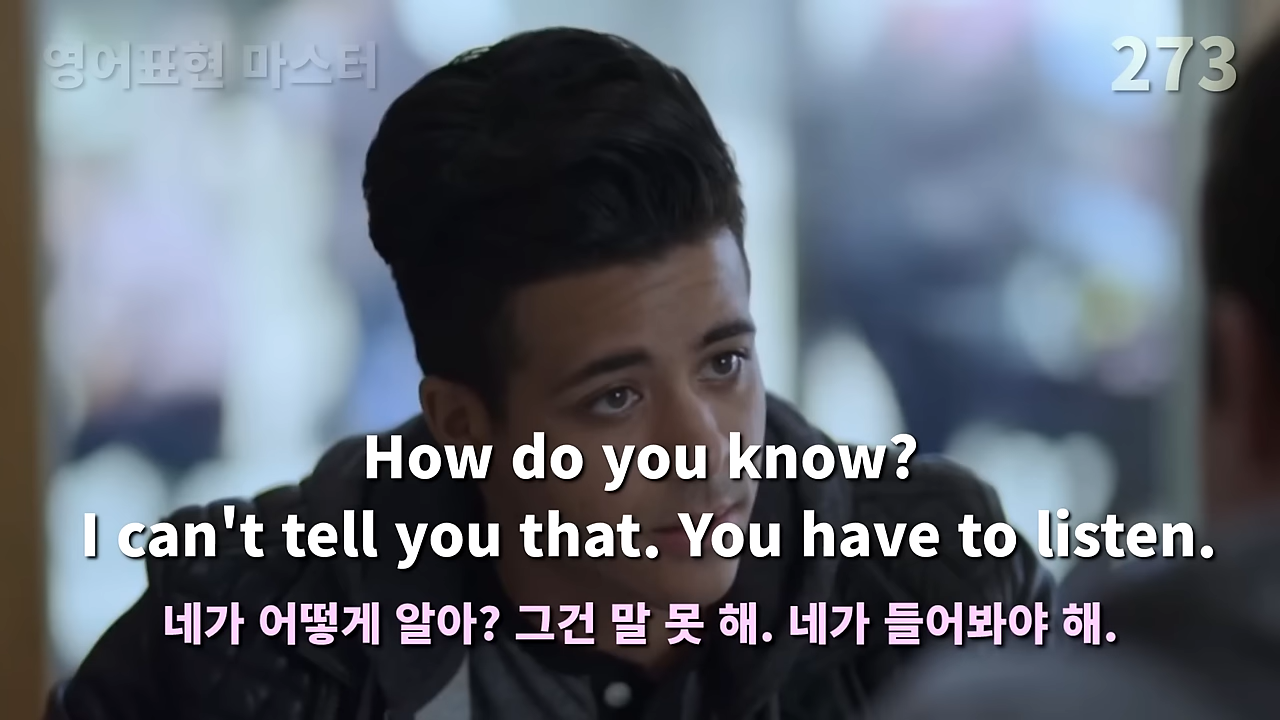 영어표현 마스터
273
How do you know?
I can't tell you that. You have to listen.
네가 어떻게 알아? 그건 말 못 해. 네가 들어봐야 해.